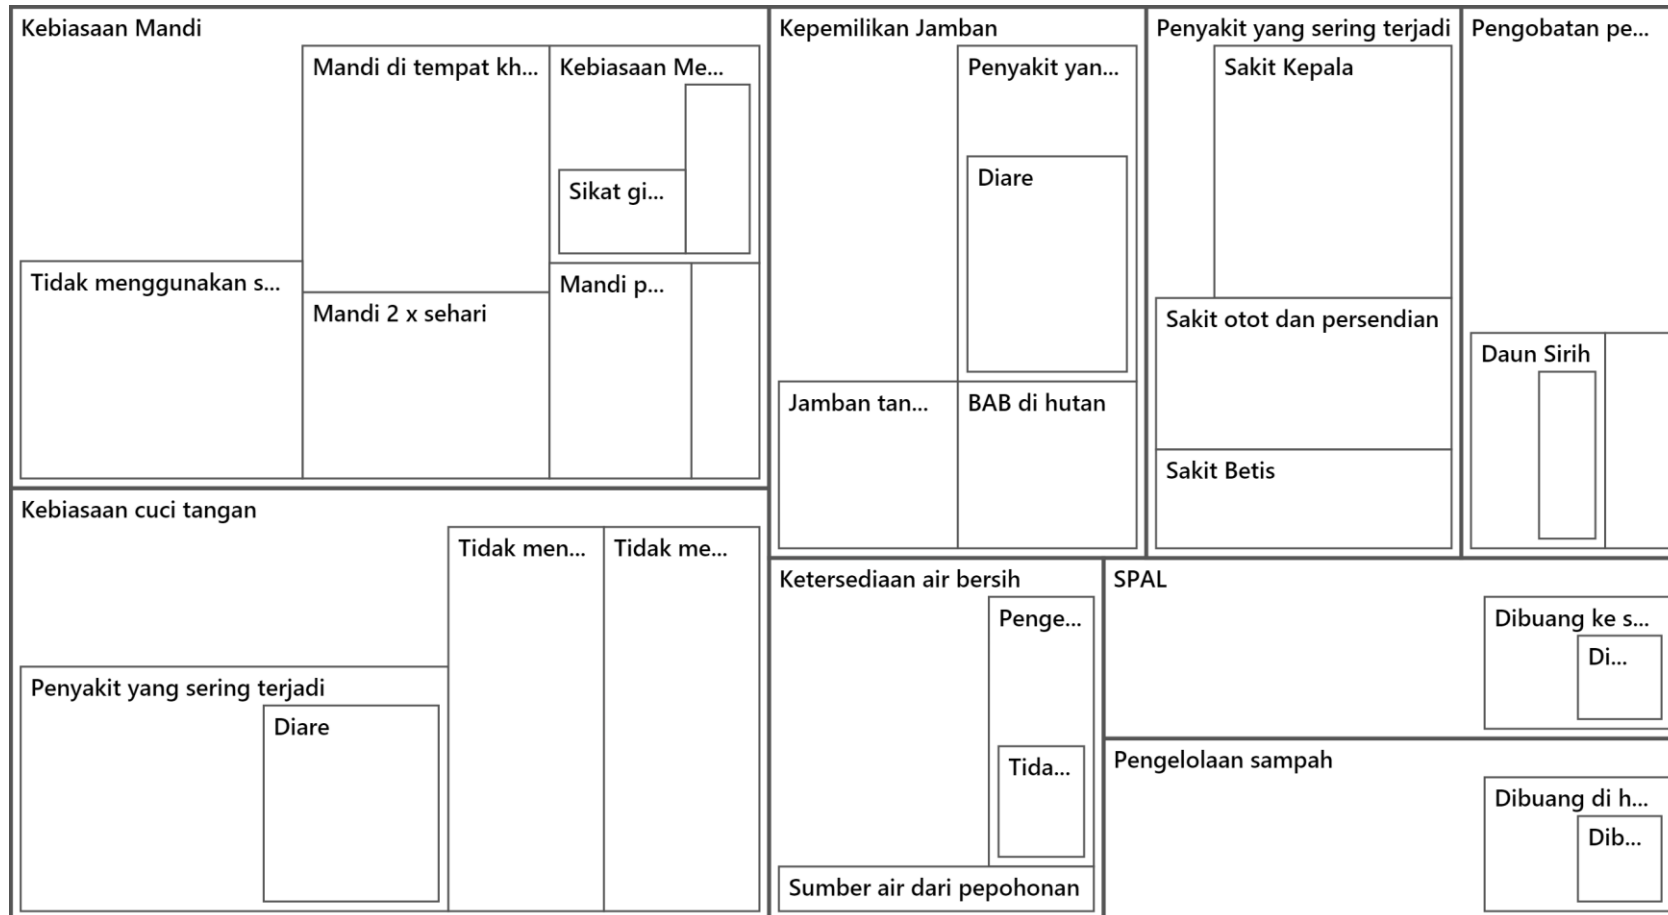 Kebiasaan Mandi
Mandi di tempat kh...
Kebiasaan Me...
Sikat gi...
Tidak menggunakan s...
Mandi 2 x sehari
Mandi p...
Kebiasaan cuci tangan
Tidak men...
Tidak me...
Penyakit yang sering terjadi
Diare
Kepemilikan Jamban
Penyakit yan...
Diare
Jamban tan...
BAB di hutan
Penyakit yang sering terjadi
Sakit Kepala
Sakit otot dan persendian
Sakit Betis
Pengobatan pe...
Daun Sirih
Ketersediaan air bersih
Penge...
Tida...
Sumber air dari pepohonan
SPAL
Dibuang ke s...
Di...
Pengelolaan sampah
Dibuang di h...
Dib...